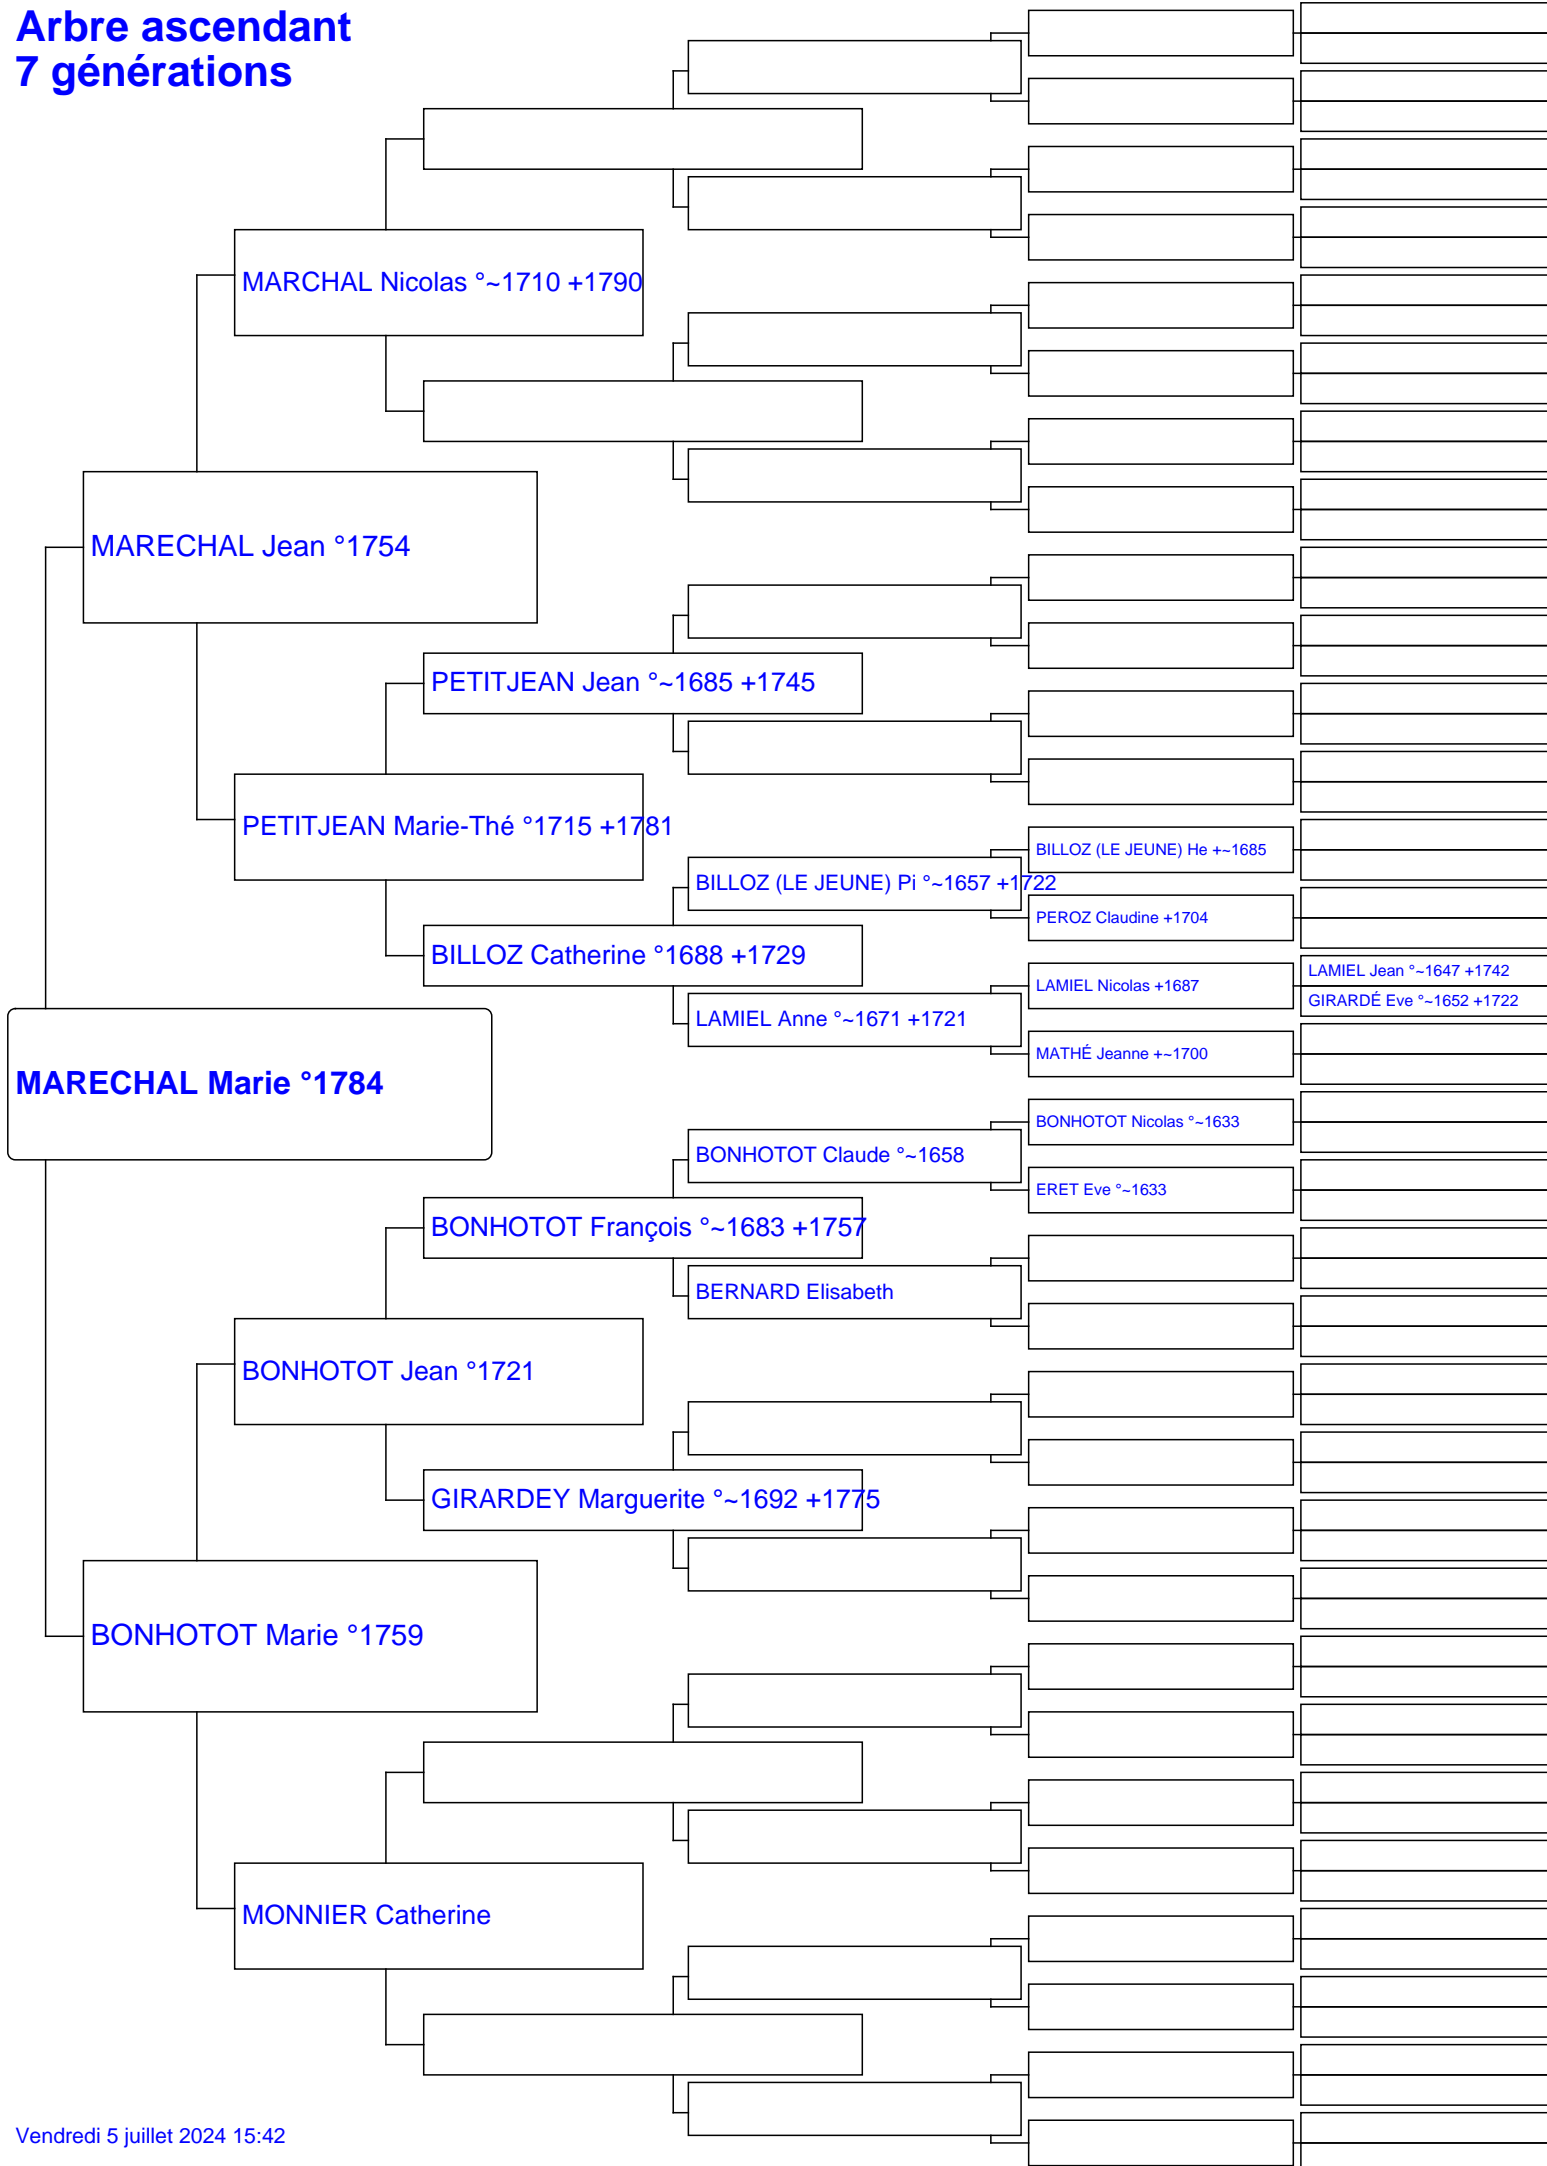 Arbre ascendant
7 générations
MARCHAL Nicolas °~1710 +1790
MARECHAL Jean °1754
PETITJEAN Jean °~1685 +1745
PETITJEAN Marie-Thé °1715 +1781
BILLOZ (LE JEUNE) He +~1685
BILLOZ (LE JEUNE) Pi °~1657 +1722
PEROZ Claudine +1704
BILLOZ Catherine °1688 +1729
LAMIEL Jean °~1647 +1742
LAMIEL Nicolas +1687
GIRARDÉ Eve °~1652 +1722
LAMIEL Anne °~1671 +1721
MATHÉ Jeanne +~1700
MARECHAL Marie °1784
BONHOTOT Nicolas °~1633
BONHOTOT Claude °~1658
ERET Eve °~1633
BONHOTOT François °~1683 +1757
BERNARD Elisabeth
BONHOTOT Jean °1721
GIRARDEY Marguerite °~1692 +1775
BONHOTOT Marie °1759
MONNIER Catherine
Vendredi 5 juillet 2024 15:42